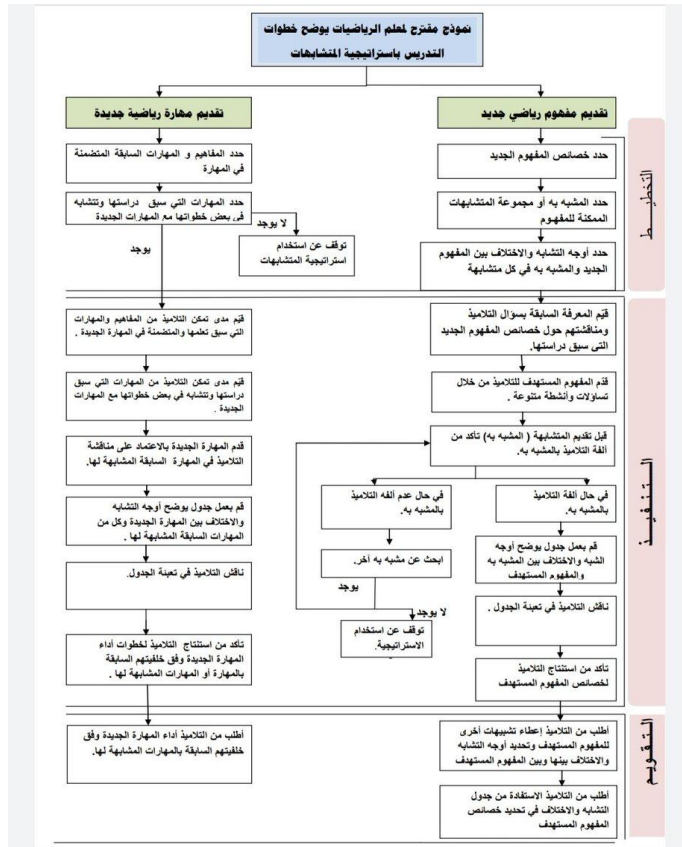 نموذج مقترح لمعلم الرياضيات يوضح خطوات
التدريس باستراتيجية المتشابهات
تقديم مفهوم رياضي جديد
تقديم مهارة رياضية جديدة
التخطيـــط
حدد خصائص المفهوم الجديد
حدد المشبه به أو مجموعة المتشابهات
الممكنة للمفهوم
حدد أوجه التشابه والاختلاف بين المفهوم
الجديد والمشبه به في كل متشابهة
حدد المفاهيم و المهارات السابقة المتضمنة
في المهارة
حدد المهارات التي سبق دراستها وتتشابه
في بعض خطواتها مع المهارات الجديدة
لا يوجد
توقف عن استخدام
استراتيجية المتشابهات
يوجد
التـنـفـيـــذ
قيّم المعرفة السابقة بسؤال التلاميذ
ومناقشتهم حول خصائص المفهوم الجديد
التي سبق دراستها.
قدّم المفهوم المستهدف للتلاميذ من خلال
تساؤلات وأنشطة متنوعة .
قبل تقديم المتشابهة ( المشبه به) تأكد من
ألفة التلاميذ بالمشبه به.
في حال ألفة التلاميذ
بالمشبه به.
في حال عدم ألفه التلاميذ
بالمشبه به.
قم بعمل جدول يوضح أوجه
الشبه والاختلاف بين المشبه به
والمفهوم المستهدف
ابحث عن مشبه به أخر.
يوجد
لا يوجد
توقف عن استخدام
الاستراتيجية.
ناقش التلاميذ في تعبئة الجدول .
تأكد من استنتاج التلاميذ
لخصائص المفهوم المستهدف
قيّم مدى تمكن التلاميذ من المفاهيم والمهارات
التي سبق تعلمها والمتضمنة في المهارة الجديدة .
قيّم مدى تمكن التلاميذ من المهارات التي سبق
دراستها وتتشابه في بعض خطواتها مع المهارات
الجديدة .
قدم المهارة الجديدة بالاعتماد على مناقشة
التلاميذ في المهارة السابقة المشابهة لها.
قم بعمل جدول يوضح أوجه التشابه
والاختلاف بين المهارة الجديدة وكل من
المهارات السابقة المشابهة لها .
ناقش التلاميذ في تعبئة الجدول.
تأكد من استنتاج التلاميذ لخطوات أداء
المهارة الجديدة وفق خلفيتهم السابقة
بالمهارة أو المهارات المشابهة لها .
التـقـويـم
أطلب من التلاميذ إعطاء تشبيهات أخرى
للمفهوم المستهدف وتحديد أوجه التشابه
والاختلاف بينها وبين المفهوم المستهدف
أطلب من التلاميذ الاستفادة من جدول
التشابه والاختلاف في تحديد خصائص
المفهوم المستهدف
أطلب من التلاميذ أداء المهارة الجديدة وفق
خلفيتهم السابقة بالمهارات المشابهة لها.